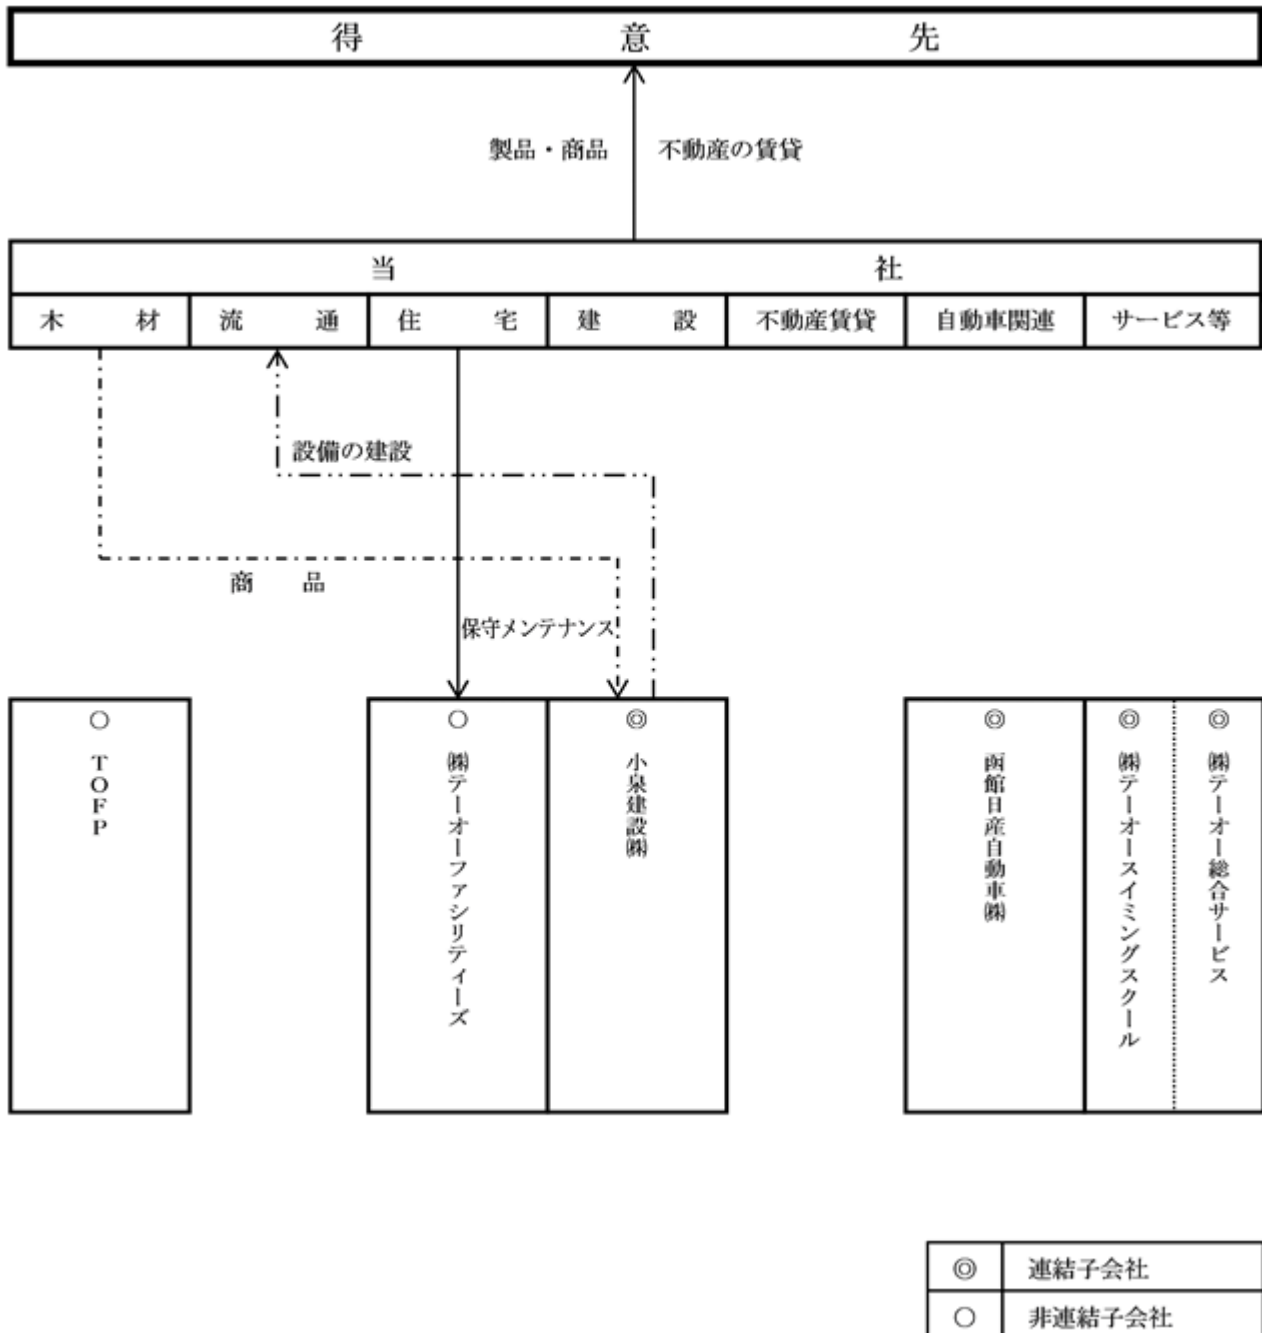 得意先
製品・商品 不動産の賃貸
当社
木材 流通 住宅 建設 不動産賃貸 自動車関連 サービス等
設備の建設
商品
保守メンテナンス
○ TOFP
○ ㈱テーオーファシリティーズ
◎ 小泉建設㈱
◎ 函館日産自動車㈱
◎ ㈱テーオースイミングスクール
◎ ㈱テーオー総合サービス
◎ 連結子会社
○ 非連結子会社